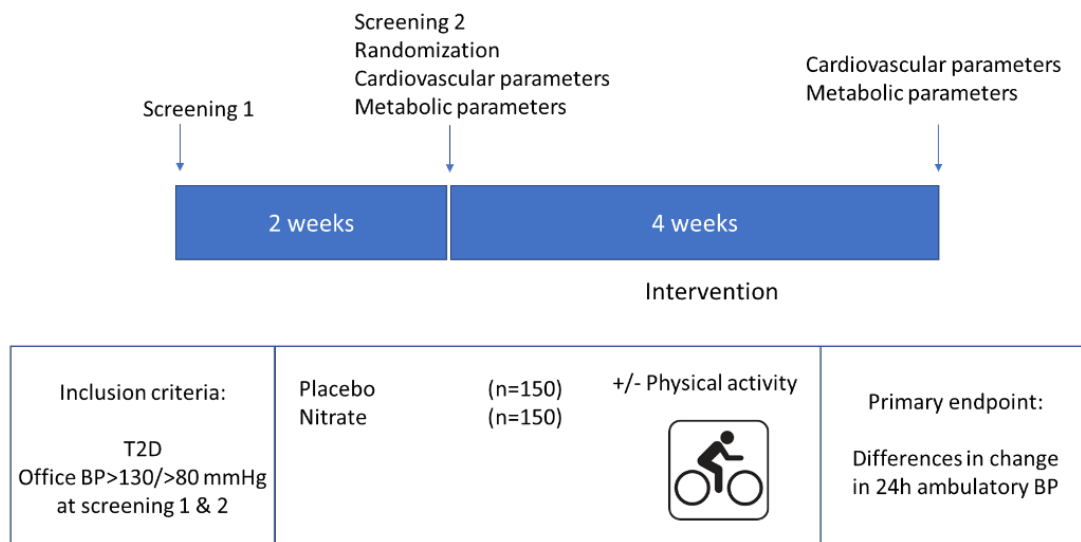 Screening 1
Screening 2
Randomization
Cardiovascular parameters
Metabolic parameters
Cardiovascular parameters
Metabolic parameters
2 weeks
4 weeks
Intervention
Inclusion criteria:
T2D
Office BP>130/>80 mmHg
at screening 1 & 2
Placebo (n=150)
Nitrate (n=150)
+/- Physical activity
Primary endpoint:
Differences in change
in 24h ambulatory BP